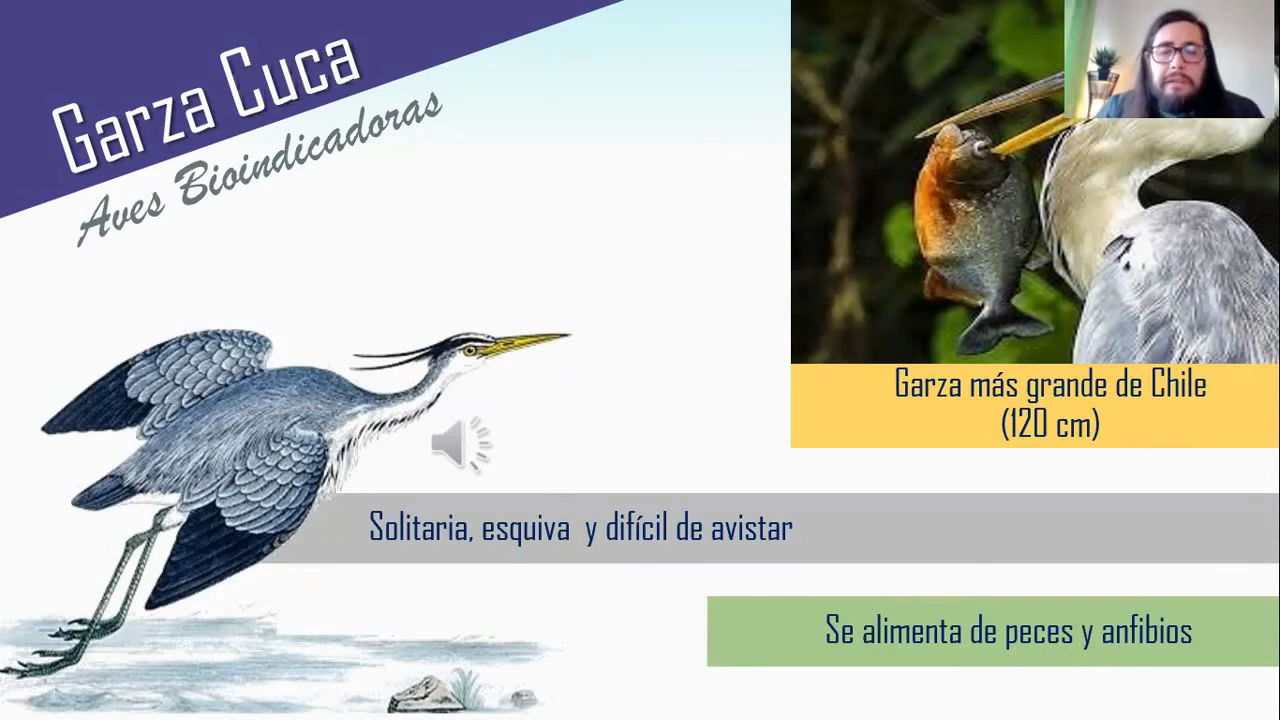 Garza Cuca
Aves Bioindicadoras
Garza más grande de Chile
(120 cm)
Solitaria, esquiva y difícil de avistar
Se alimenta de peces y anfibios